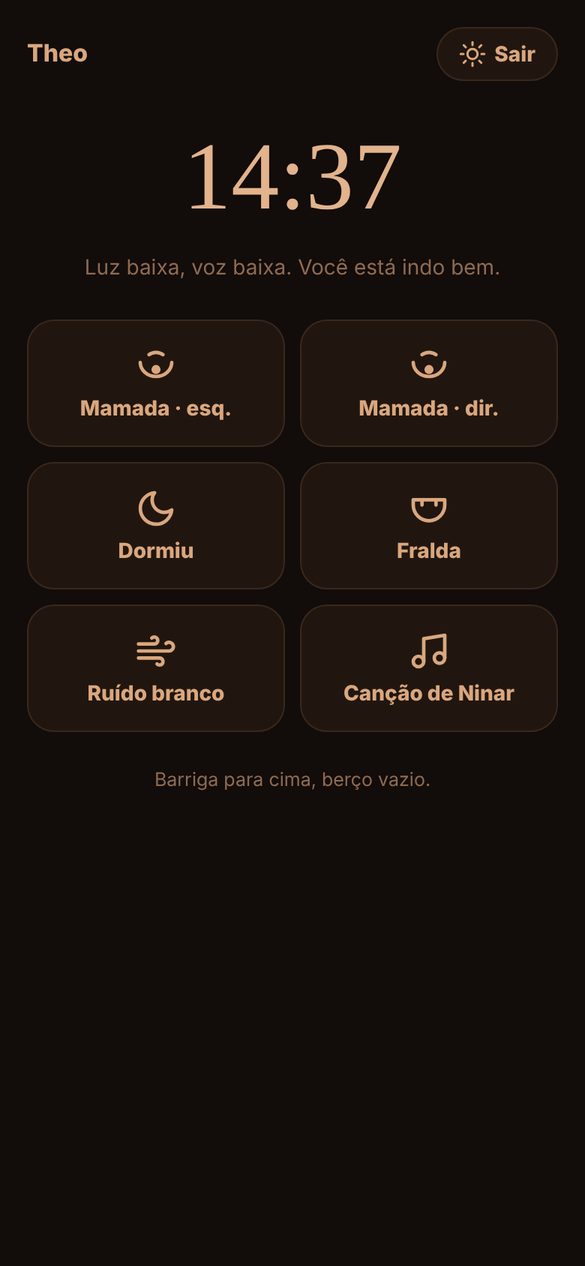 Theo
Sair
14:37
Luz baixa, voz baixa. Você está indo bem.
Mamada · esq.
Mamada · dir.
Dormiu
Fralda
Ruído branco
Canção de Ninar
Barriga para cima, berço vazio.